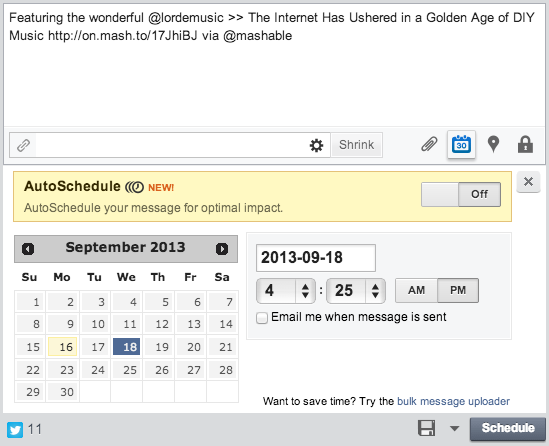 Featuring the wonderful @lordemusic >> The Internet Has Ushered in a Golden Age of DIY
Music http://on.mash.to/17JhiBJ via @mashable
Shrink
30
AutoSchedule NEW!
AutoSchedule your message for optimal impact.
Off
September 2013
Su Mo Tu We Th Fr Sa
1 2 3 4 5 6 7
8 9 10 11 12 13 14
15 16 17 18 19 20 21
22 23 24 25 26 27 28
29 30
2013-09-18
4 : 25 AM PM
Email me when message is sent
Want to save time? Try the bulk message uploader
11
Schedule